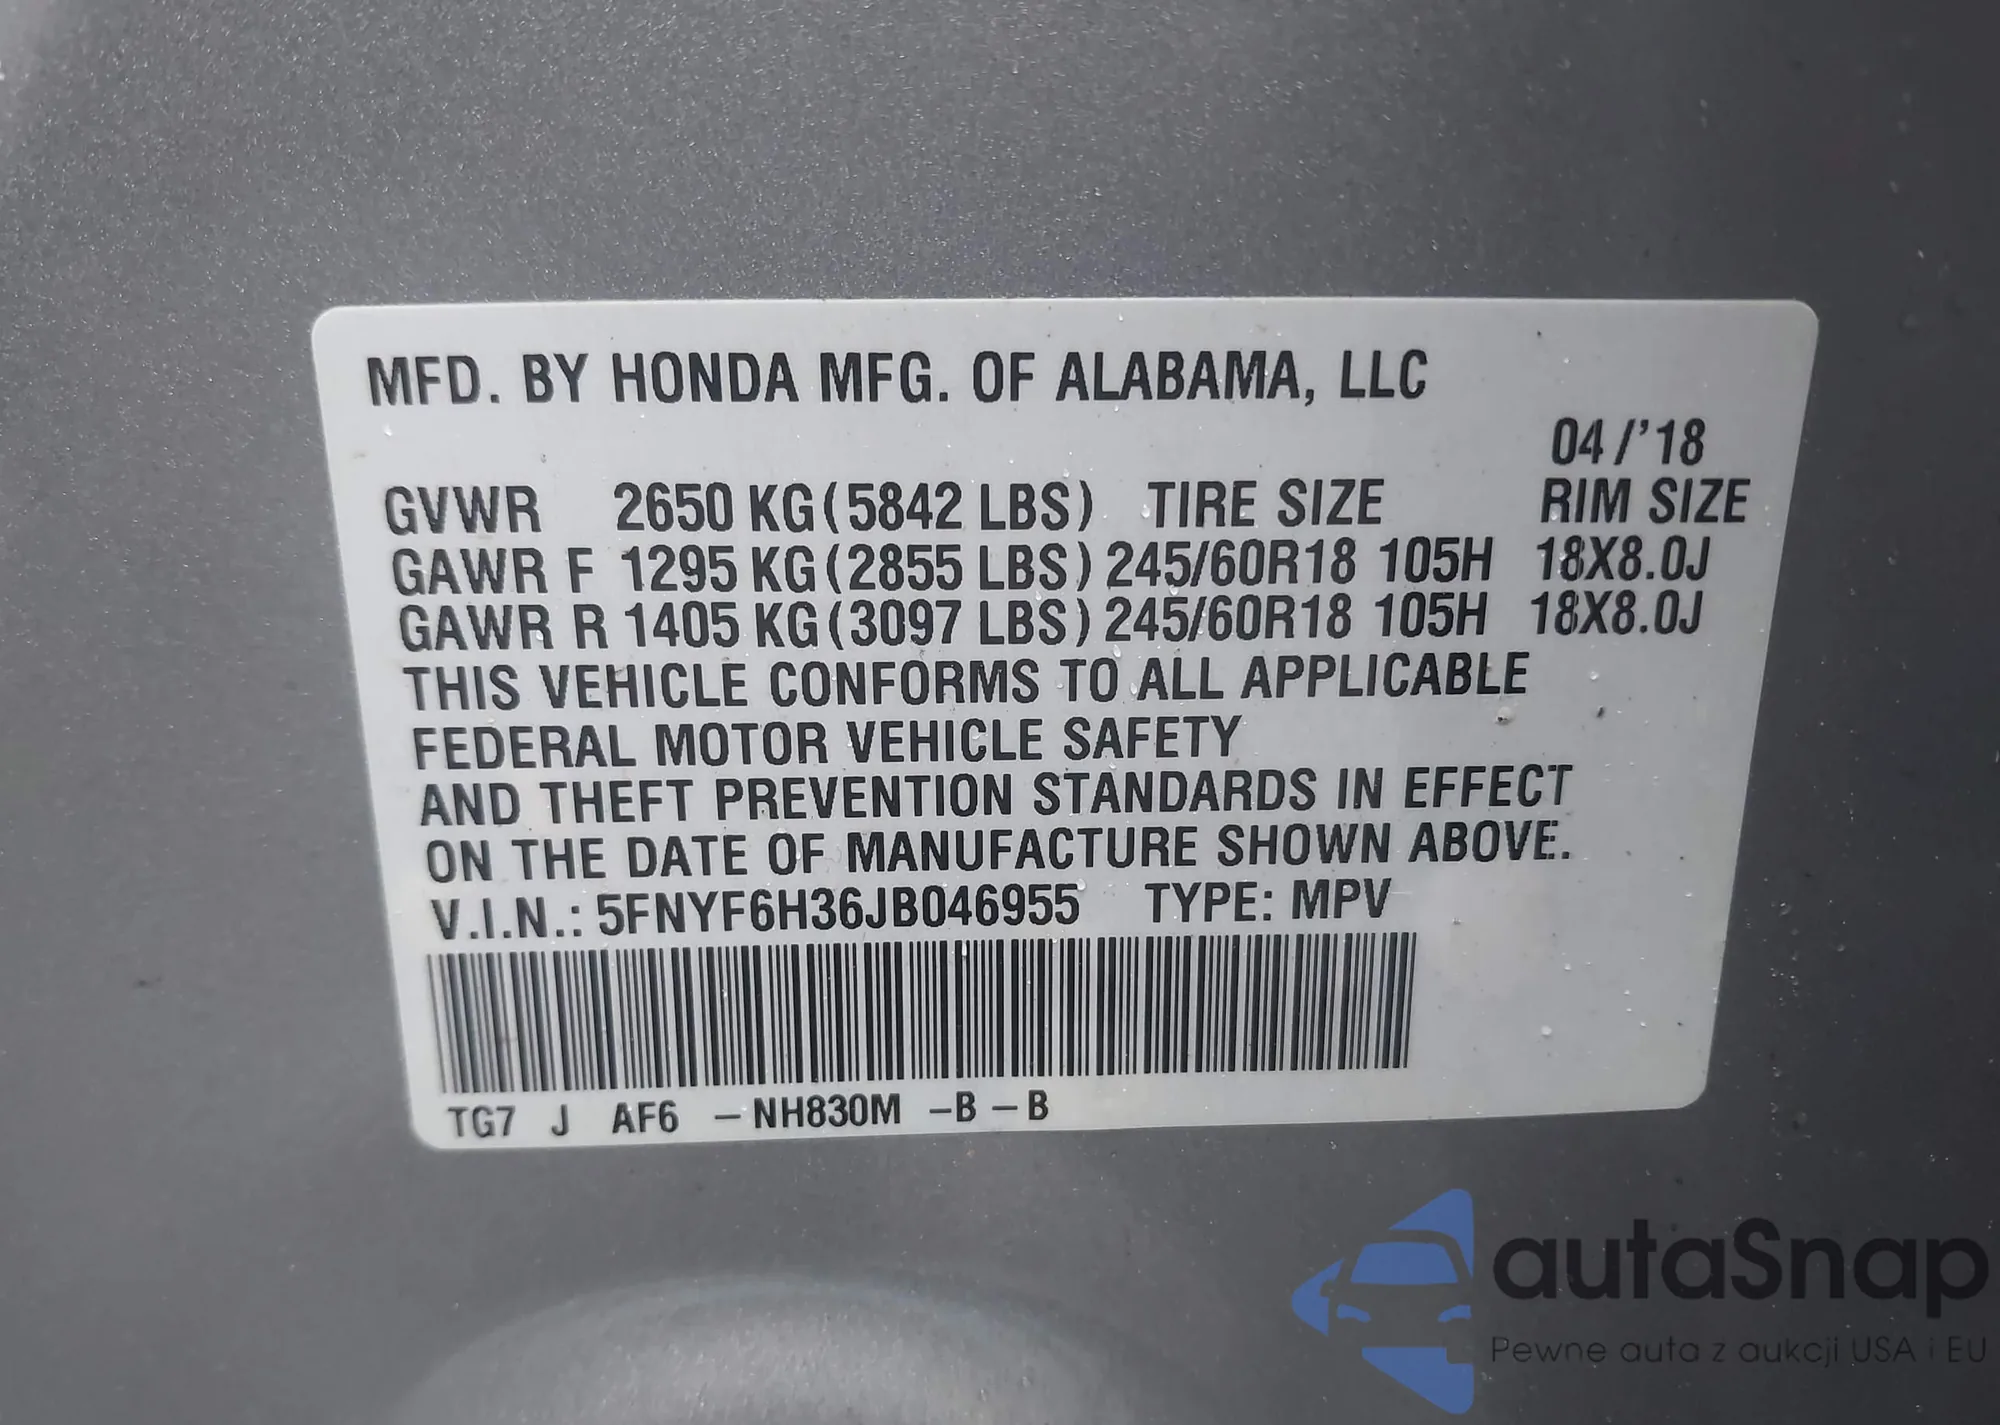 MFD. BY HONDA MFG. OF ALABAMA, LLC
04/'18
GVWR 2650 KG(5842 LBS) TIRE SIZE RIM SIZE
GAWR F 1295 KG(2855 LBS) 245/60R18 105H 18X8.0J
GAWR R 1405 KG(3097 LBS) 245/60R18 105H 18X8.0J
THIS VEHICLE CONFORMS TO ALL APPLICABLE
FEDERAL MOTOR VEHICLE SAFETY
AND THEFT PREVENTION STANDARDS IN EFFECT
ON THE DATE OF MANUFACTURE SHOWN ABOVE.
V.I.N.: 5FNYF6H36JB046955 TYPE: MPV
TG7 J AF6 –NH830M –B –B
autaSnap
Pewne auta z aukcji USA i EU